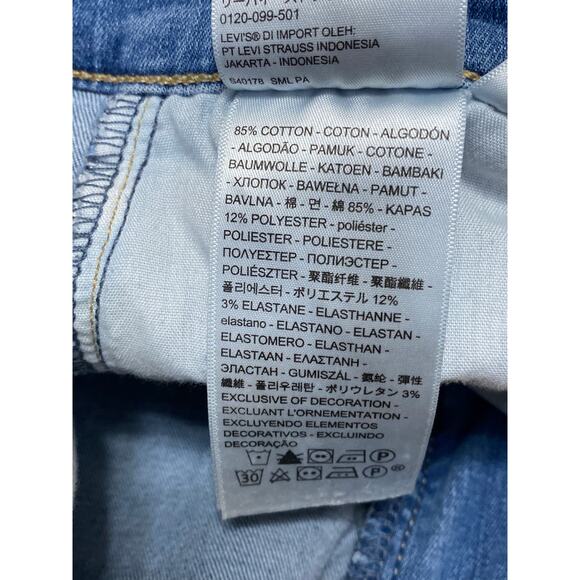 0120-099-501
LEVI'S® DI IMPORT OLEH:
PT LEVI STRAUSS INDONESIA
JAKARTA - INDONESIA
S40178 SML PA
85% COTTON - COTON - ALGODÓN
- ALGODÃO - PAMUK - COTONE -
BAUMWOLLE - KATOEN - BAMBAKI
- ХЛОПОК - BAWEŁNA - PAMUT -
BAVLNA - 棉 - 면 - 綿 85% - KAPAS
12% POLYESTER - poliéster -
POLIESTER - POLIESTERE -
ΠΟΛΥΕΣΤΕΡ - ПОЛИЭСТЕР -
POLIÉSZTER - 聚酯纤维 - 聚酯纖維 -
폴리에스터 - ポリエステル 12%
3% ELASTANE - ELASTHANNE -
elastano - ELASTANO - ELASTAN -
ELASTOMERO - ELASTHAN -
ELASTAAN - ΕΛΑΣΤΑΝΗ -
ЭЛАСТАН - GUMISZÁL - 氨纶 - 彈性
纖維 - 폴리우레탄 - ポリウレタン 3%
EXCLUSIVE OF DECORATION -
EXCLUANT L'ORNEMENTATION -
EXCLUYENDO ELEMENTOS
DECORATIVOS - EXCLUINDO
DECORAÇÃO
P
30 P ®